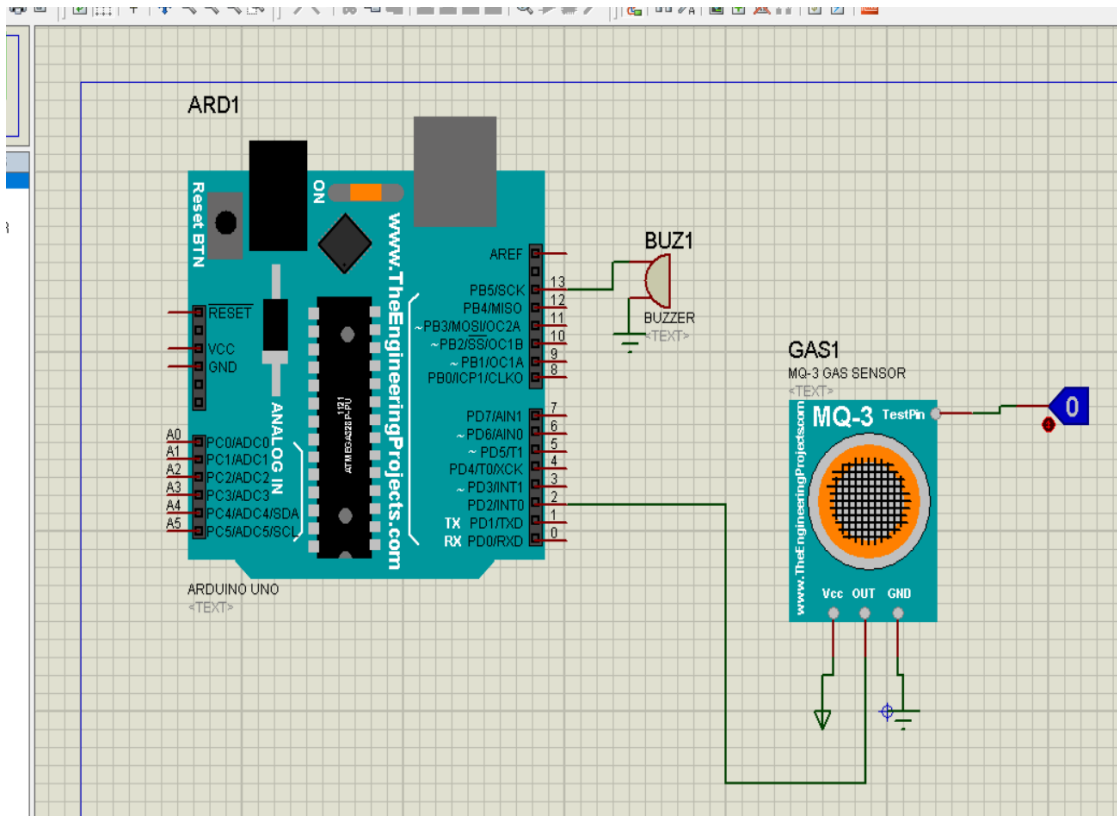 ARD1
Reset BTN
ON
www.TheEngineeringProjects.com
RESET
VCC
GND
ANALOG IN
1121
ATMEGA328P-PU
A0 PC0/ADC0
A1 PC1/ADC1
A2 PC2/ADC2
A3 PC3/ADC3
A4 PC4/ADC4/SDA
A5 PC5/ADC5/SCL
AREF
PB5/SCK 13
PB4/MISO 12
~PB3/MOSI/OC2A 11
~PB2/SS/OC1B 10
~PB1/OC1A 9
PB0/ICP1/CLKO 8
PD7/AIN1 7
~PD6/AIN0 6
~PD5/T1 5
PD4/T0/XCK 4
~PD3/INT1 3
PD2/INT0 2
TX PD1/TXD 1
RX PD0/RXD 0
ARDUINO UNO
<TEXT>
BUZ1
BUZZER
<TEXT>
GAS1
MQ-3 GAS SENSOR
<TEXT>
MQ-3
TestPin
0
www.TheEngineeringProjects.com
Vcc OUT GND